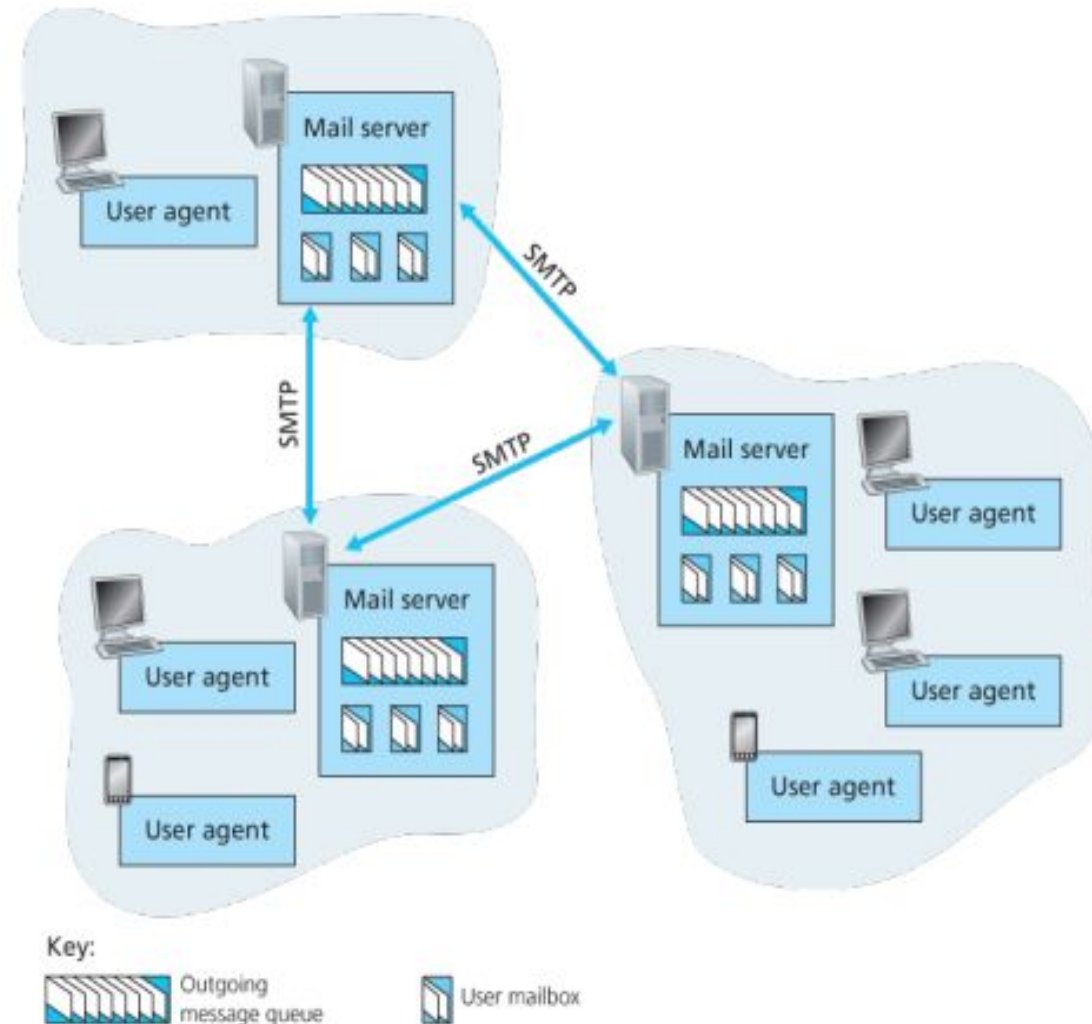 Mail server
User agent
SMTP
SMTP
SMTP
Mail server
User agent
User agent
User agent
Mail server
User agent
User agent
Key:
Outgoing
message queue
User mailbox